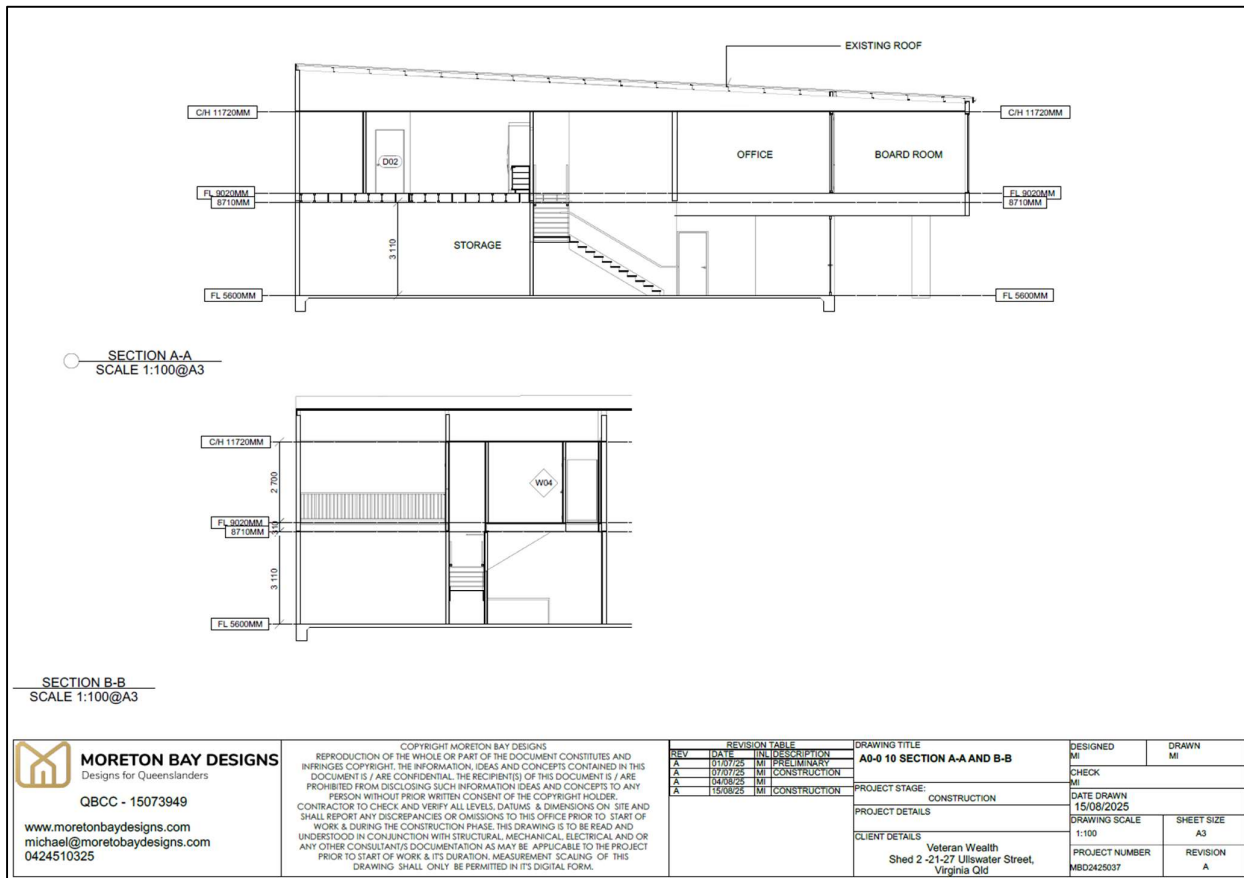 EXISTING ROOF
C/H 11720MM
C/H 11720MM
D02
OFFICE
BOARD ROOM
FL 9020MM
8710MM
FL 9020MM
8710MM
3 110
STORAGE
FL 5600MM
FL 5600MM
SECTION A-A
SCALE 1:100@A3
C/H 11720MM
2 700
W04
FL 9020MM
310
8710MM
3 110
FL 5600MM
SECTION B-B
SCALE 1:100@A3
MORETON BAY DESIGNS
Designs for Queenslanders
QBCC - 15073949
www.moretonbaydesigns.com
michael@moretobaydesigns.com
0424510325
COPYRIGHT MORETON BAY DESIGNS
REPRODUCTION OF THE WHOLE OR PART OF THE DOCUMENT CONSTITUTES AND
INFRINGES COPYRIGHT. THE INFORMATION, IDEAS AND CONCEPTS CONTAINED IN THIS
DOCUMENT IS / ARE CONFIDENTIAL. THE RECIPIENT(S) OF THIS DOCUMENT IS / ARE
PROHIBITED FROM DISCLOSING SUCH INFORMATION IDEAS AND CONCEPTS TO ANY
PERSON WITHOUT PRIOR WRITTEN CONSENT OF THE COPYRIGHT HOLDER.
CONTRACTOR TO CHECK AND VERIFY ALL LEVELS, DATUMS & DIMENSIONS ON SITE AND
SHALL REPORT ANY DISCREPANCIES OR OMISSIONS TO THIS OFFICE PRIOR TO START OF
WORK & DURING THE CONSTRUCTION PHASE. THIS DRAWING IS TO BE READ AND
UNDERSTOOD IN CONJUNCTION WITH STRUCTURAL, MECHANICAL, ELECTRICAL AND OR
ANY OTHER CONSULTANT/S DOCUMENTATION AS MAY BE APPLICABLE TO THE PROJECT
PRIOR TO START OF WORK & IT'S DURATION. MEASUREMENT SCALING OF THIS
DRAWING SHALL ONLY BE PERMITTED IN IT'S DIGITAL FORM.
REVISION TABLE
REV DATE INL DESCRIPTION
A 01/07/25 MI PRELIMINARY
A 07/07/25 MI CONSTRUCTION
A 04/08/25 MI
A 15/08/25 MI CONSTRUCTION
DRAWING TITLE
A0-0 10 SECTION A-A AND B-B
PROJECT STAGE:
CONSTRUCTION
PROJECT DETAILS
CLIENT DETAILS
Veteran Wealth
Shed 2 -21-27 Ullswater Street,
Virginia Qld
DESIGNED
MI
DRAWN
MI
CHECK
MI
DATE DRAWN
15/08/2025
DRAWING SCALE
1:100
SHEET SIZE
A3
PROJECT NUMBER
MBD2425037
REVISION
A